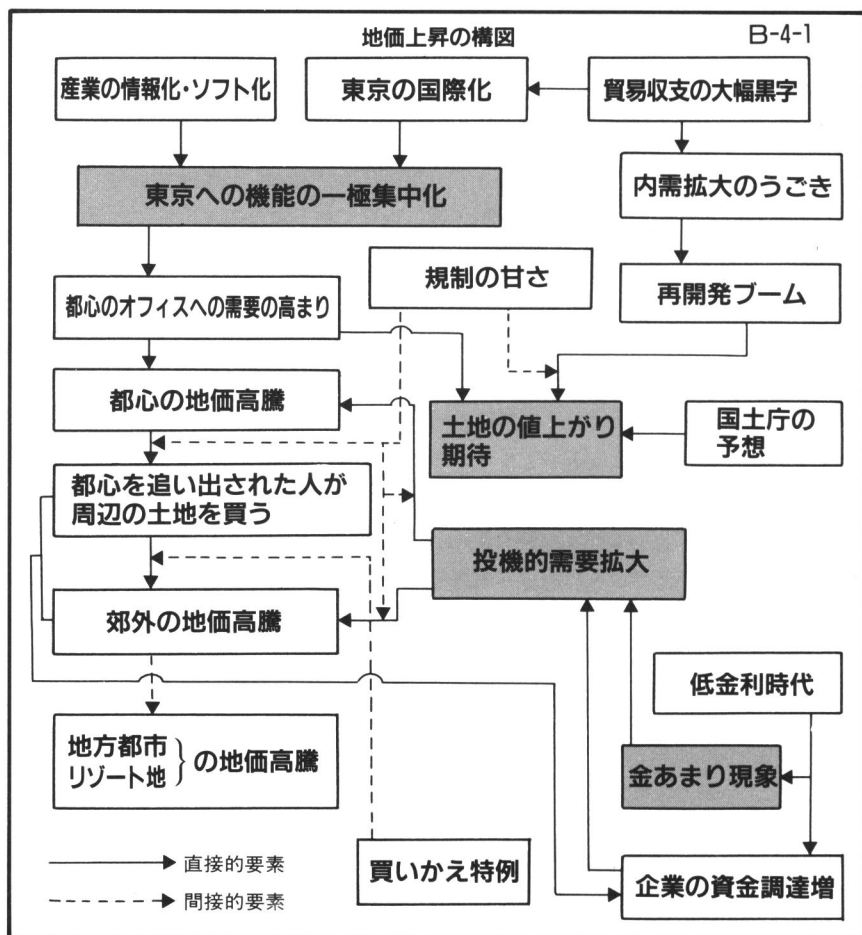 地価上昇の構図
B-4-1
産業の情報化・ソフト化
東京の国際化
貿易収支の大幅黒字
東京への機能の一極集中化
内需拡大のうごき
規制の甘さ
再開発ブーム
都心のオフィスへの需要の高まり
都心の地価高騰
土地の値上がり
期待
国土庁の
予想
都心を追い出された人が
周辺の土地を買う
投機的需要拡大
郊外の地価高騰
低金利時代
地方都市
リゾート地
}の地価高騰
金あまり現象
買いかえ特例
企業の資金調達増
直接的要素
間接的要素